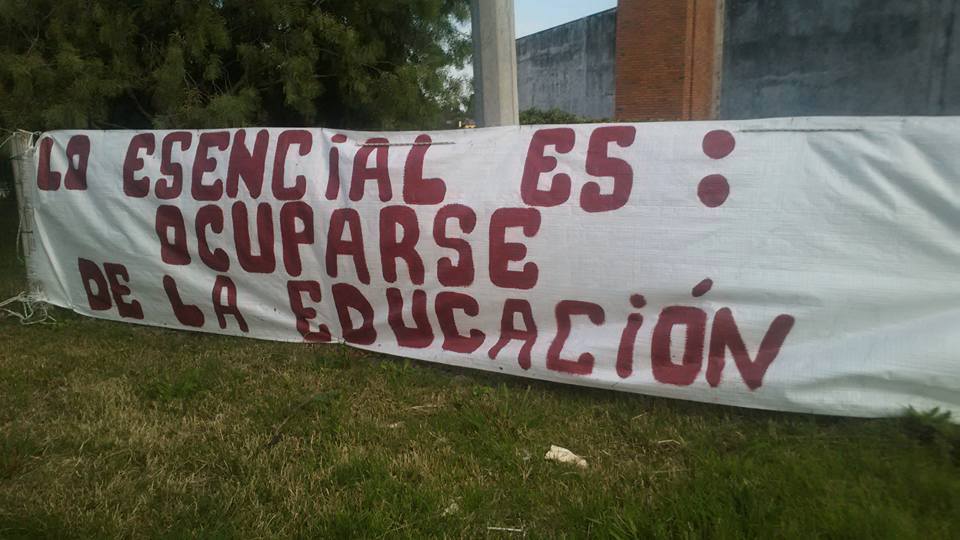 LO ESENCIAL ES:
OCUPARSE
DE LA EDUCACIÓN